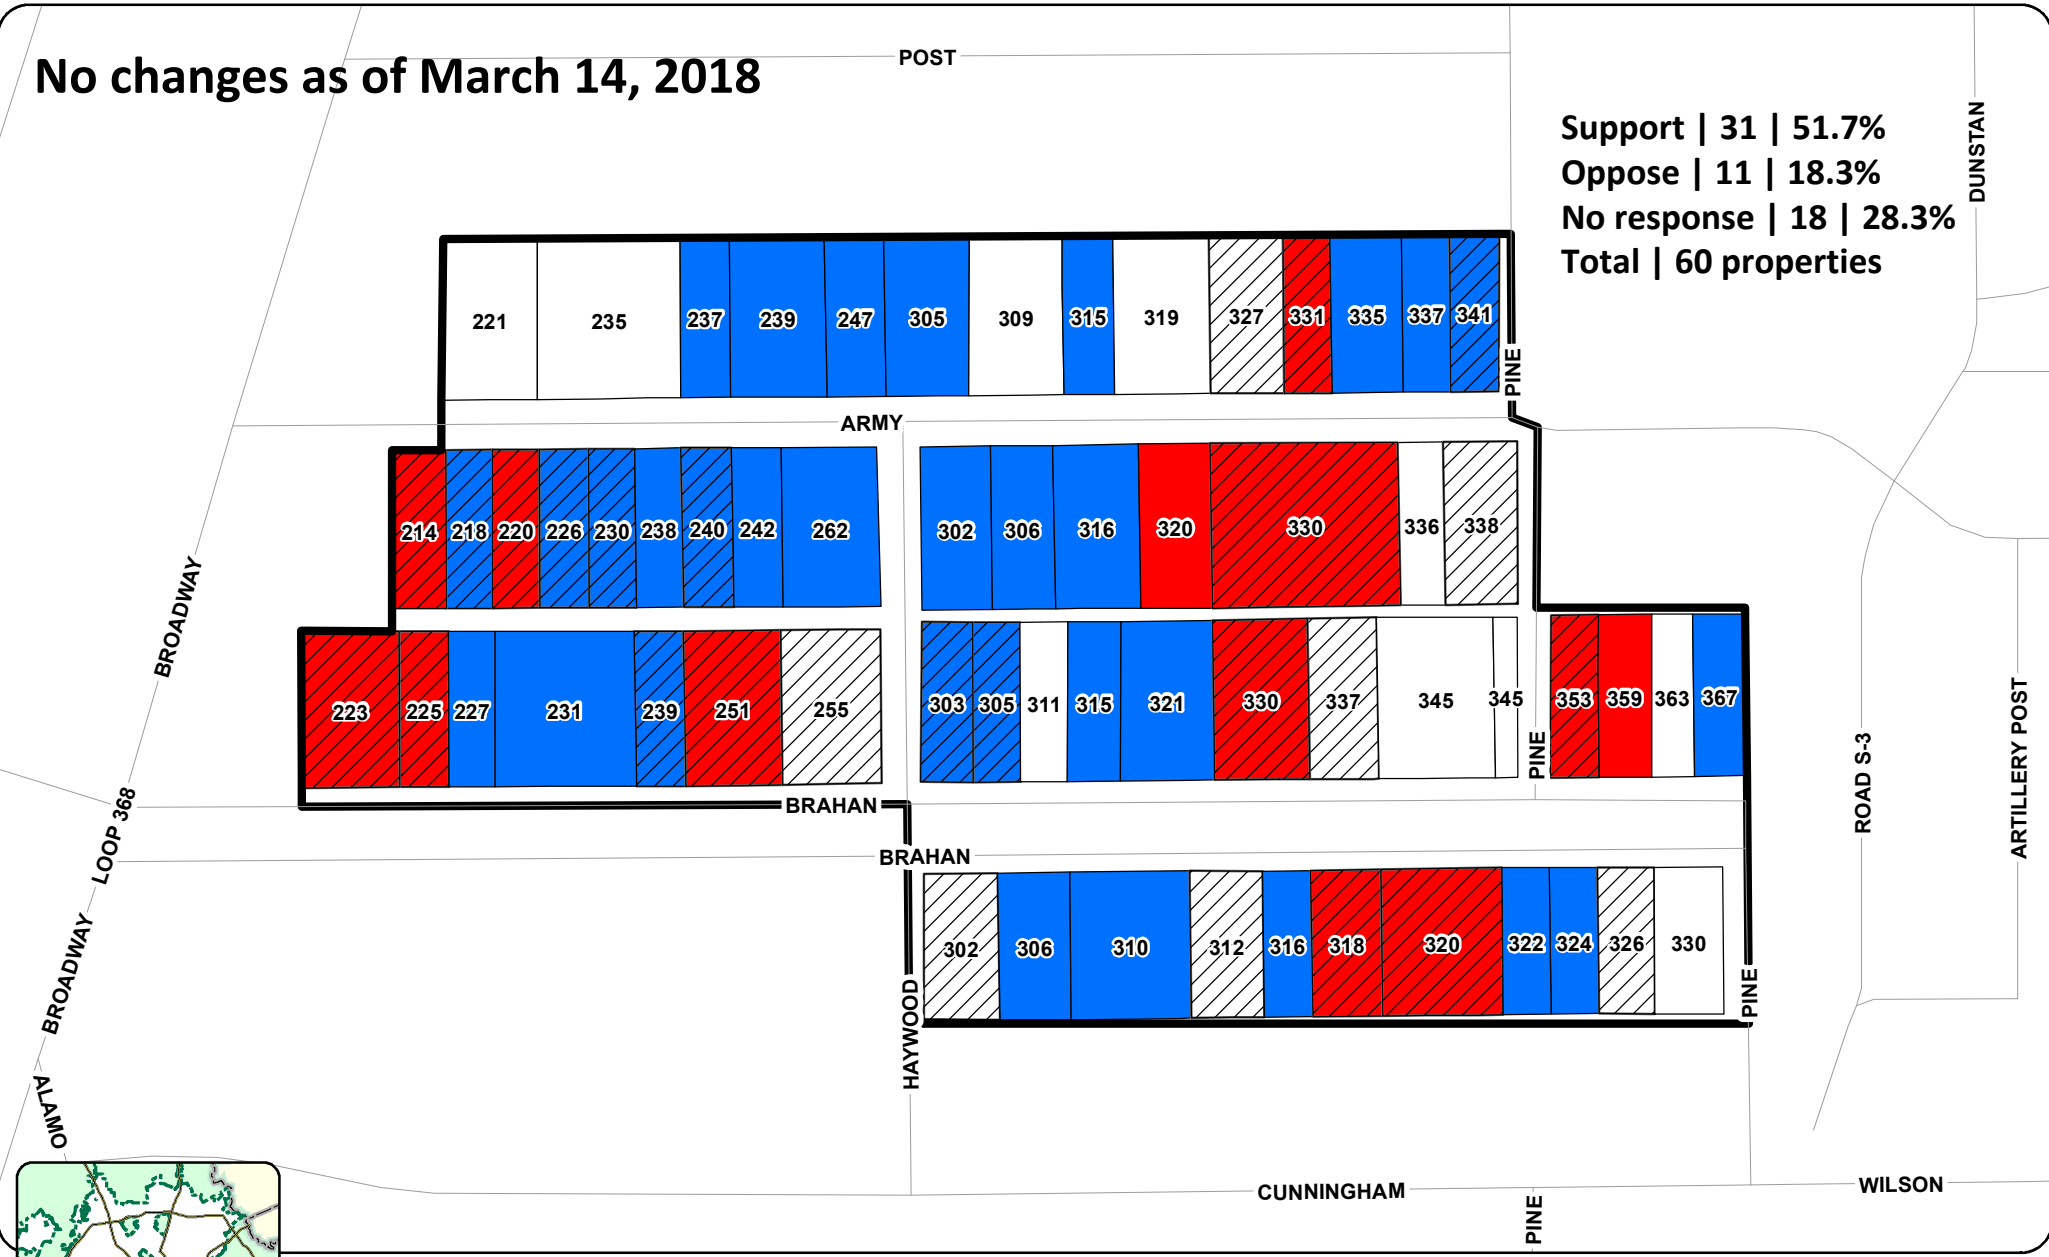 No changes as of March 14, 2018
POST
Support | 31 | 51.7%
Oppose | 11 | 18.3%
No response | 18 | 28.3%
Total | 60 properties
DUNSTAN
221 235 237 239 247 305 309 315 319 327 331 335 337 341
PINE
ARMY
214 218 220 226 230 238 240 242 262 302 306 316 320 330 336 338
BROADWAY
223 225 227 231 239 251 255 303 305 311 315 321 330 337 345 345 353 359 363 367
PINE
ROAD S-3
ARTILLERY POST
BRAHAN
LOOP 368
BRAHAN
BROADWAY
302 306 310 312 316 318 320 322 324 326 330
HAYWOOD
PINE
ALAMO
CUNNINGHAM
WILSON
PINE